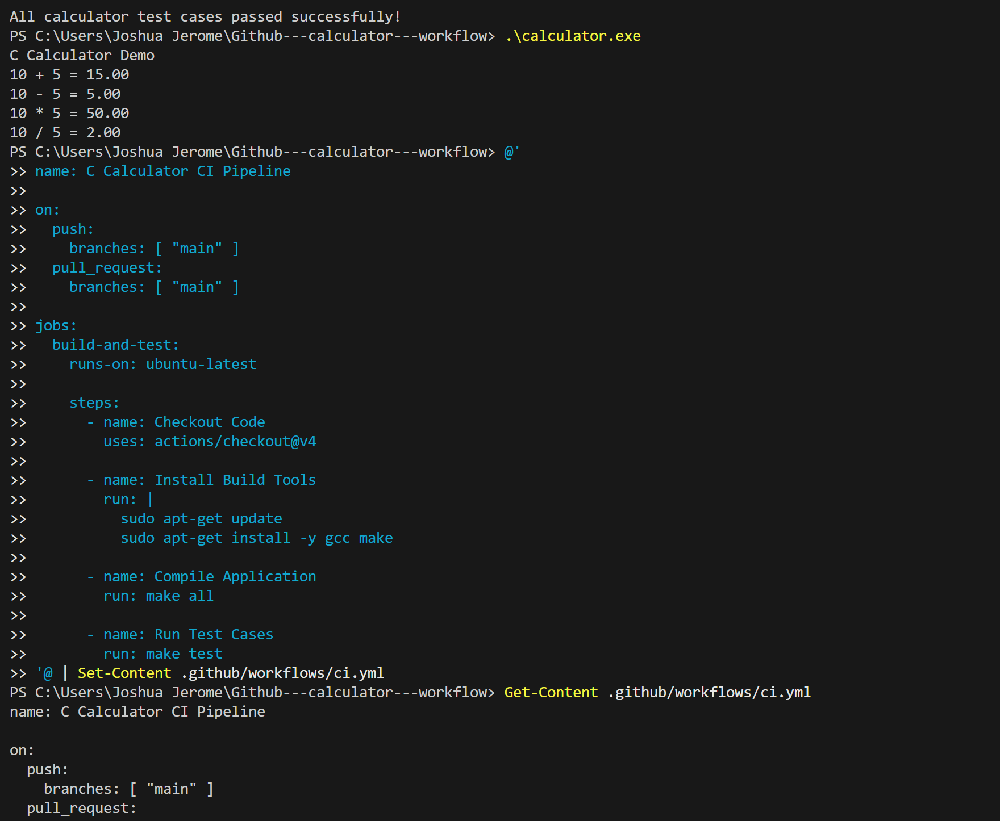 All calculator test cases passed successfully!
PS C:\Users\Joshua Jerome\Github---calculator---workflow> .\calculator.exe
C Calculator Demo
10 + 5 = 15.00
10 - 5 = 5.00
10 * 5 = 50.00
10 / 5 = 2.00
PS C:\Users\Joshua Jerome\Github---calculator---workflow> @'
>> name: C Calculator CI Pipeline
>>
>> on:
>>   push:
>>     branches: [ "main" ]
>>   pull_request:
>>     branches: [ "main" ]
>>
>> jobs:
>>   build-and-test:
>>     runs-on: ubuntu-latest
>>
>>     steps:
>>       - name: Checkout Code
>>         uses: actions/checkout@v4
>>
>>       - name: Install Build Tools
>>         run: |
>>           sudo apt-get update
>>           sudo apt-get install -y gcc make
>>
>>       - name: Compile Application
>>         run: make all
>>
>>       - name: Run Test Cases
>>         run: make test
>> '@ | Set-Content .github/workflows/ci.yml
PS C:\Users\Joshua Jerome\Github---calculator---workflow> Get-Content .github/workflows/ci.yml
name: C Calculator CI Pipeline

on:
  push:
    branches: [ "main" ]
  pull_request: